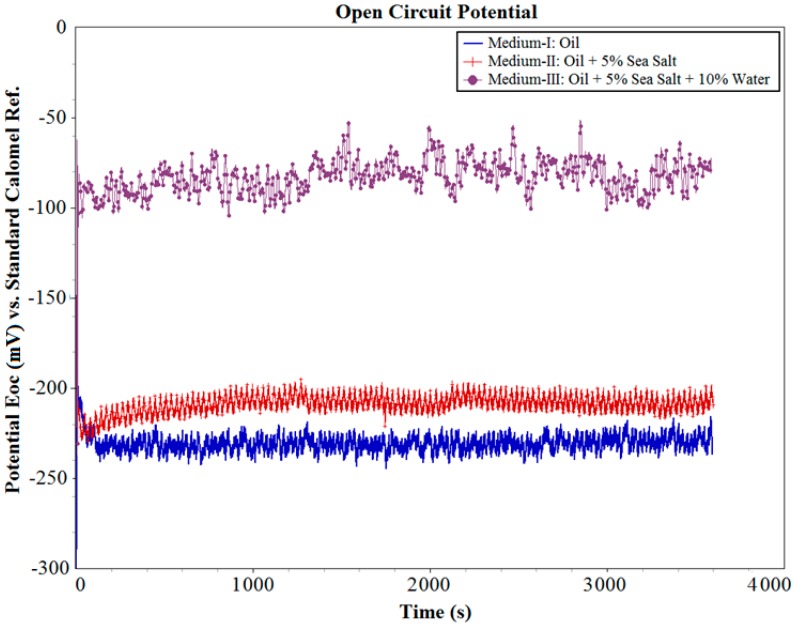 Open Circuit Potential
Medium-I: Oil
Medium-II: Oil + 5% Sea Salt
Medium-III: Oil + 5% Sea Salt + 10% Water
Potential Eoc (mV) vs. Standard Calomel Ref.
0
-50
-100
-150
-200
-250
-300
0 1000 2000 3000 4000
Time (s)